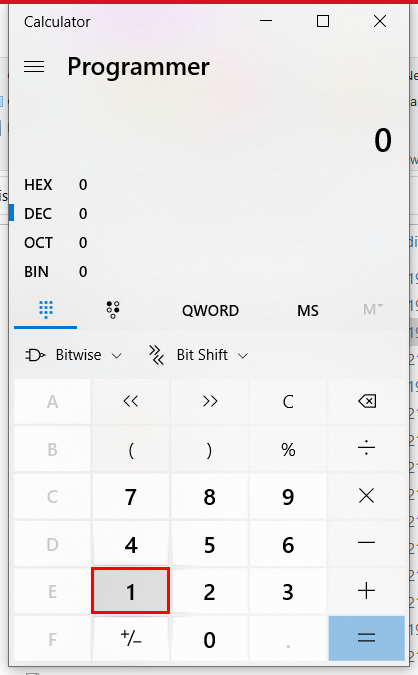 Calculator
Programmer
0
HEX 0
DEC 0
OCT 0
BIN 0
QWORD MS M
Bitwise Bit Shift
A << >> C
B ( ) % ÷
C 7 8 9 ×
D 4 5 6 −
E 1 2 3 +
F +/− 0 . =